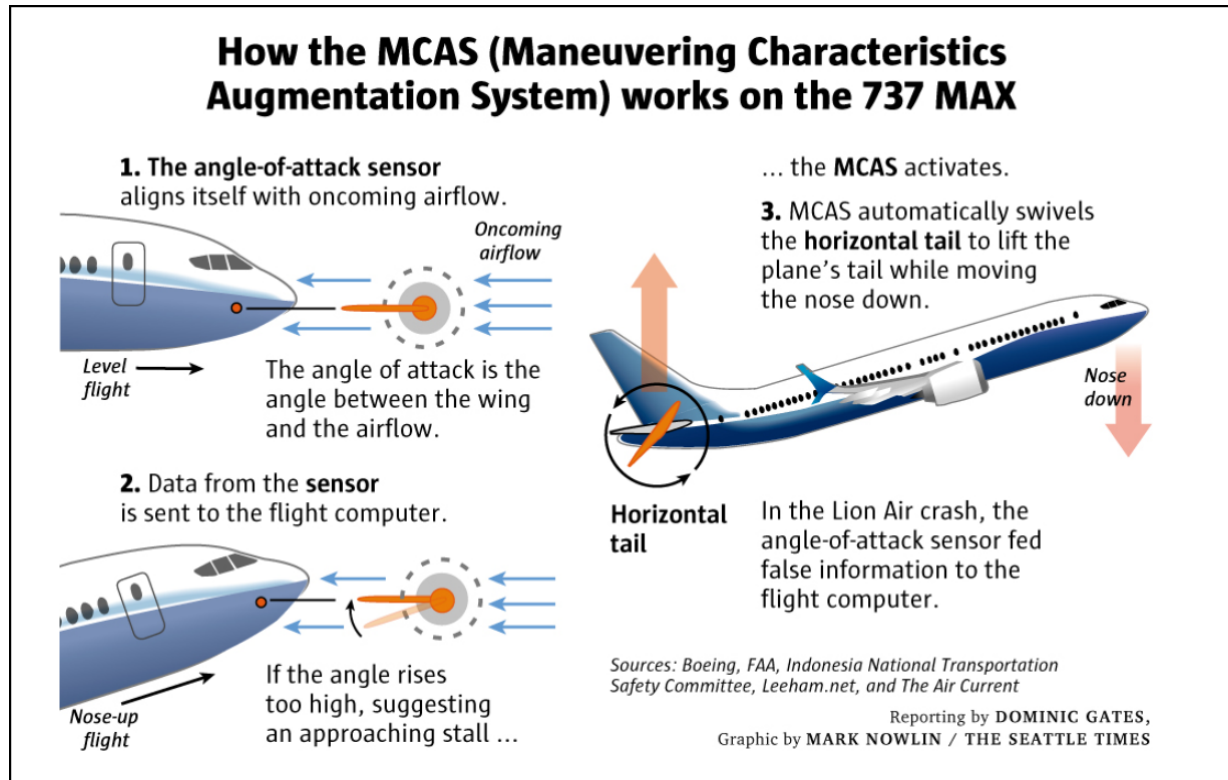 How the MCAS (Maneuvering Characteristics
Augmentation System) works on the 737 MAX
1. The angle-of-attack sensor
aligns itself with oncoming airflow.
Oncoming
airflow
Level
flight
The angle of attack is the
angle between the wing
and the airflow.
2. Data from the sensor
is sent to the flight computer.
If the angle rises
too high, suggesting
an approaching stall ...
Nose-up
flight
... the MCAS activates.
3. MCAS automatically swivels
the horizontal tail to lift the
plane’s tail while moving
the nose down.
Nose
down
Horizontal
tail
In the Lion Air crash, the
angle-of-attack sensor fed
false information to the
flight computer.
Sources: Boeing, FAA, Indonesia National Transportation
Safety Committee, Leeham.net, and The Air Current
Reporting by DOMINIC GATES,
Graphic by MARK NOWLIN / THE SEATTLE TIMES